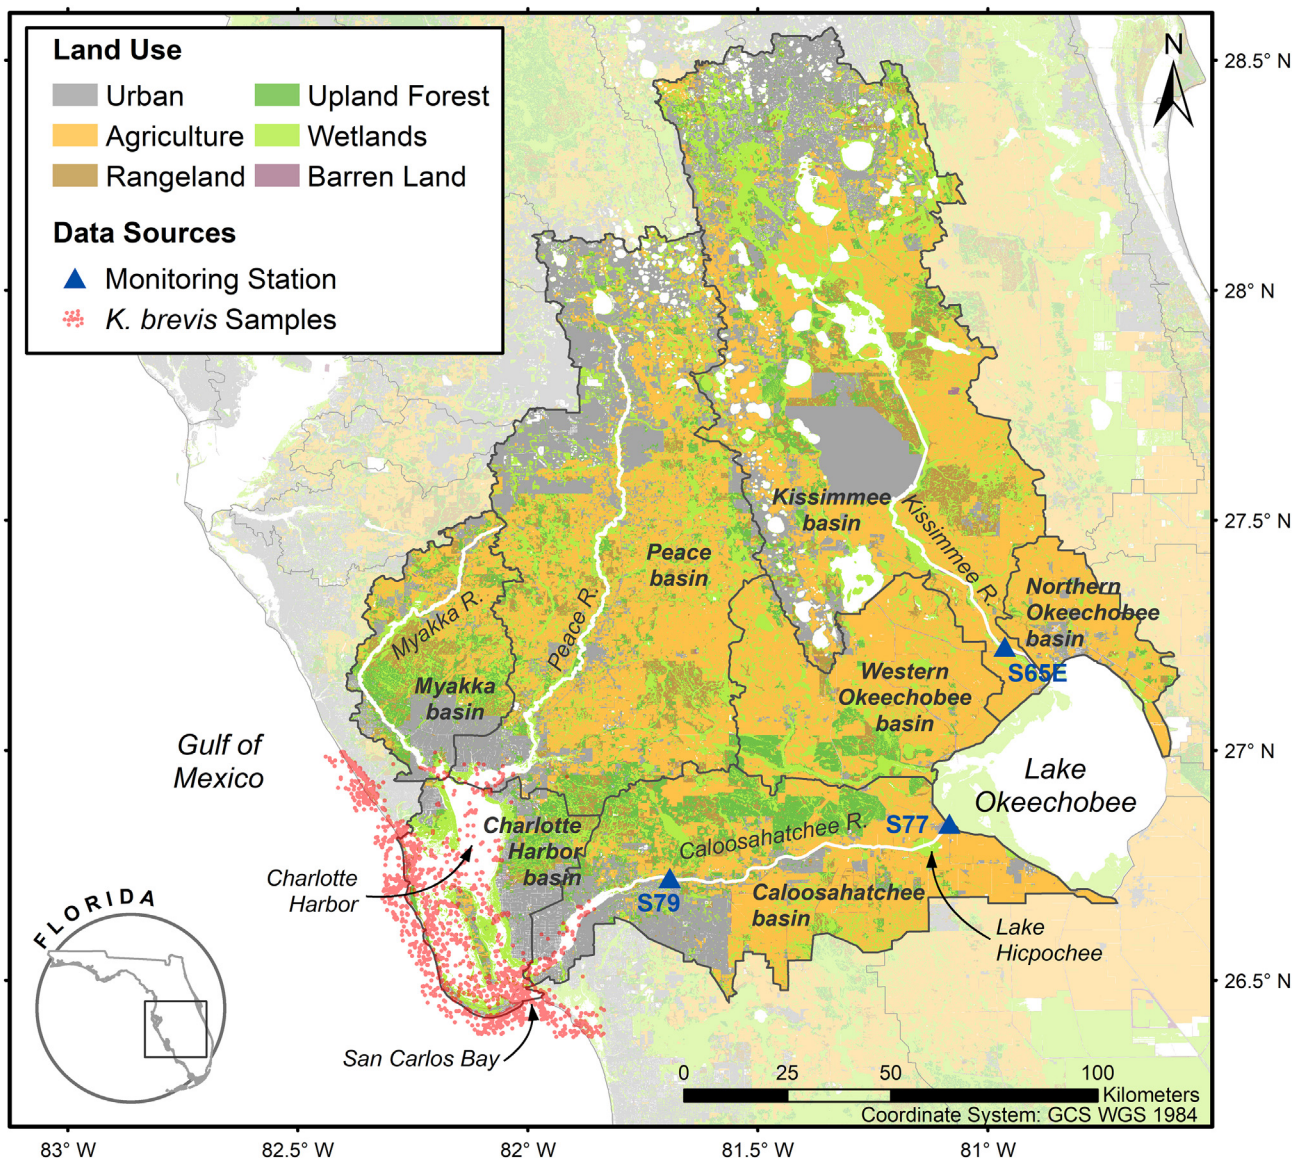 Land Use
Urban
Upland Forest
Agriculture
Wetlands
Rangeland
Barren Land
Data Sources
Monitoring Station
K. brevis Samples
N
28.5° N
28° N
27.5° N
27° N
26.5° N
Kissimmee
basin
Kissimmee R.
Peace
basin
Peace R.
Northern
Okeechobee
basin
S65E
Myakka R.
Myakka
basin
Western
Okeechobee
basin
Gulf of
Mexico
Lake
Okeechobee
Charlotte
Harbor
basin
Caloosahatchee R.
S77
Charlotte
Harbor
S79
Caloosahatchee
basin
Lake
Hicpochee
San Carlos Bay
FLORIDA
0 25 50 100
Kilometers
Coordinate System: GCS WGS 1984
83° W 82.5° W 82° W 81.5° W 81° W